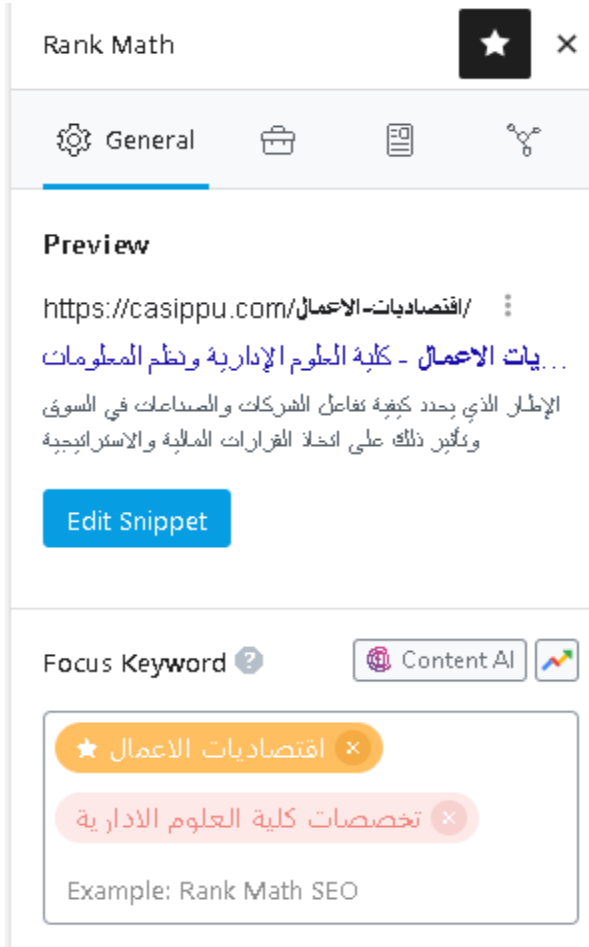 Rank Math
General
Preview
https://casippu.com/اقتصاديات-الاعمال/
...يات الاعمال - كلية العلوم الإدارية ونظم المعلومات
الإطار الذي يحدد كيفية تفاعل الشركات والصناعات في السوق
وتأثير ذلك على اتخاذ القرارات المالية والاستراتيجية
Edit Snippet
Focus Keyword ?
Content AI
اقتصاديات الاعمال
تخصصات كلية العلوم الادارية
Example: Rank Math SEO